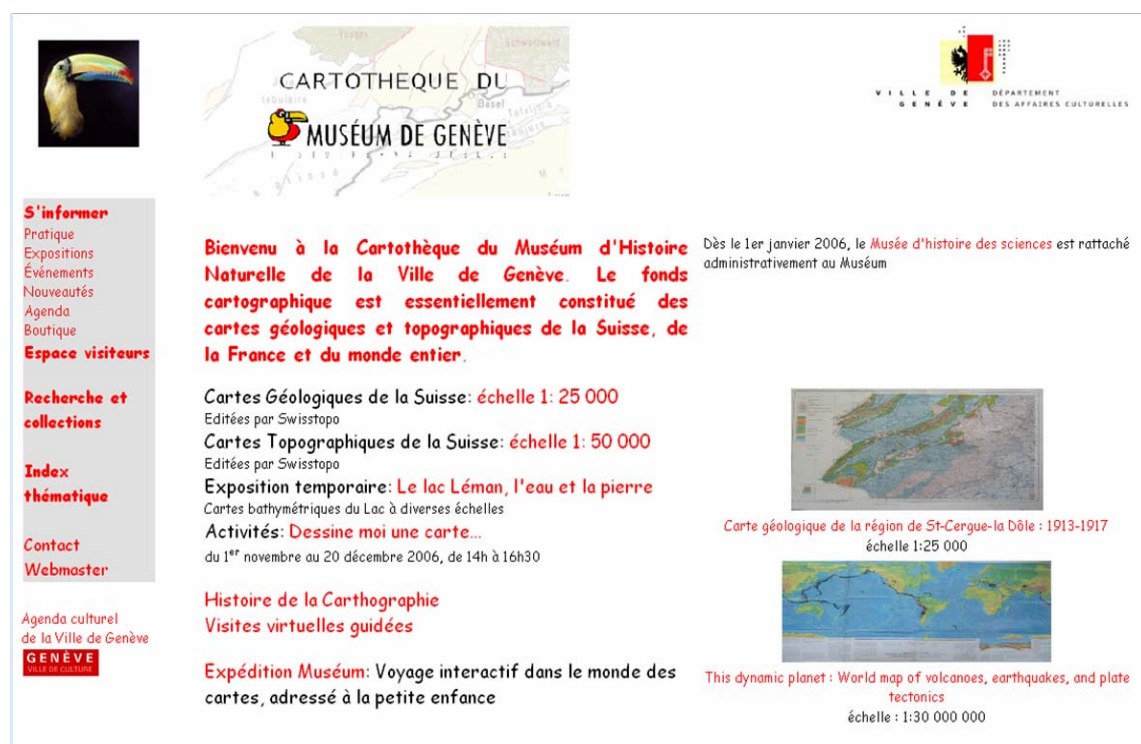 CARTOTHEQUE DU
MUSÉUM DE GENÈVE
VILLE DE
GENÈVE
DÉPARTEMENT
DES AFFAIRES CULTURELLES
S'informer
Pratique
Expositions
Événements
Nouveautés
Agenda
Boutique
Espace visiteurs
Recherche et
collections
Index
thématique
Contact
Webmaster
Agenda culturel
de la Ville de Genève
GENÈVE
VILLE DE CULTURE
Bienvenu à la Cartothèque du Muséum d'Histoire
Naturelle de la Ville de Genève. Le fonds
cartographique est essentiellement constitué des
cartes géologiques et topographiques de la Suisse, de
la France et du monde entier.
Cartes Géologiques de la Suisse: échelle 1: 25 000
Editées par Swisstopo
Cartes Topographiques de la Suisse: échelle 1: 50 000
Editées par Swisstopo
Exposition temporaire: Le lac Léman, l'eau et la pierre
Cartes bathymétriques du Lac à diverses échelles
Activités: Dessine moi une carte...
du 1er novembre au 20 décembre 2006, de 14h à 16h30
Histoire de la Carthographie
Visites virtuelles guidées
Expédition Muséum: Voyage interactif dans le monde des
cartes, adressé à la petite enfance
Dès le 1er janvier 2006, le Musée d'histoire des sciences est rattaché
administrativement au Muséum
Carte géologique de la région de St-Cergue-la Dôle : 1913-1917
échelle 1:25 000
This dynamic planet : World map of volcanoes, earthquakes, and plate
tectonics
échelle : 1:30 000 000